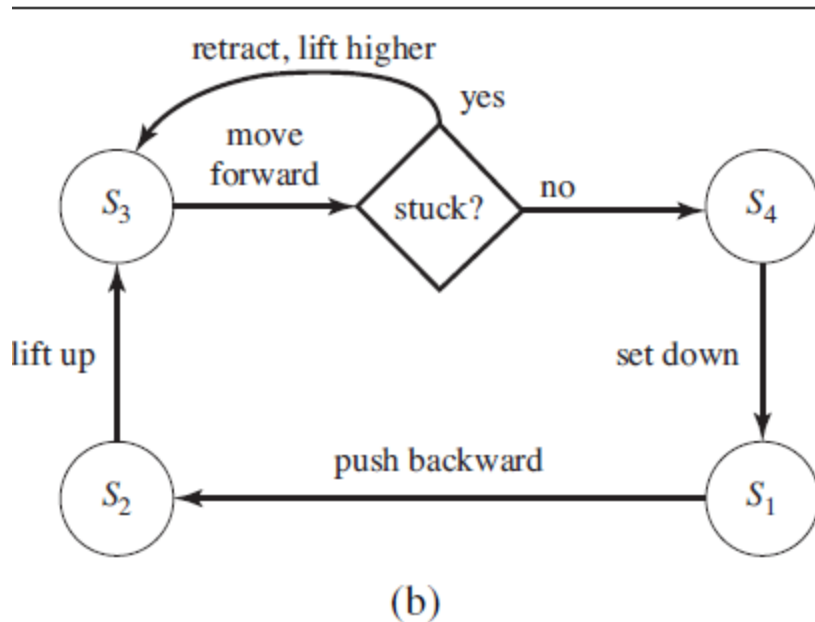 retract, lift higher
yes
move
forward
S3
stuck?
no
S4
lift up
set down
push backward
S2
S1
(b)